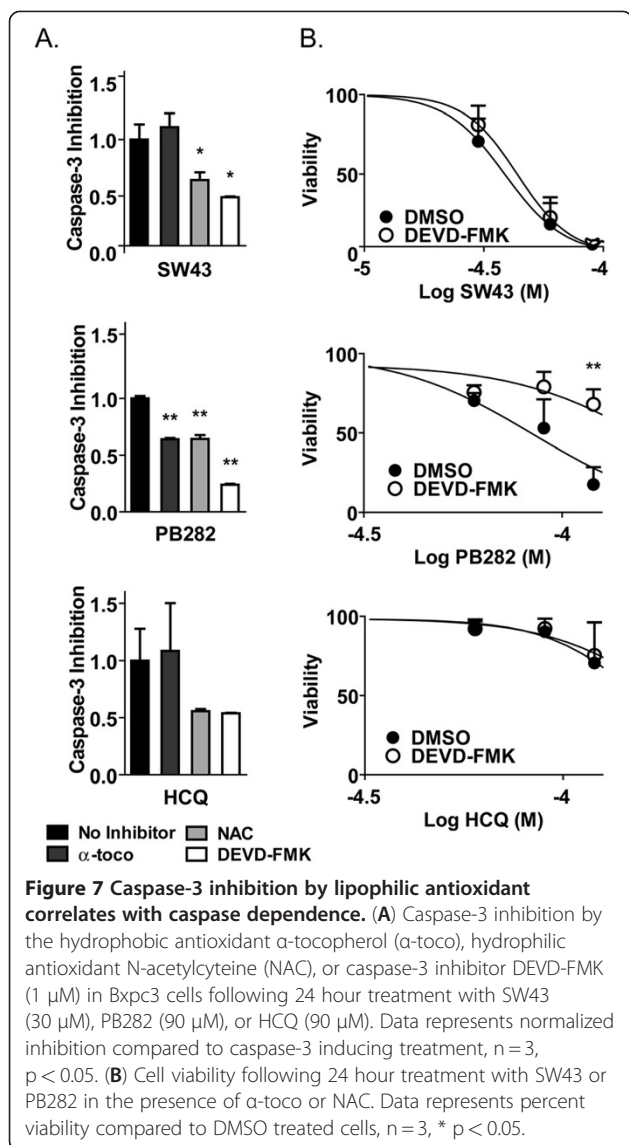 A.
B.
1.5
1.0
0.5
0.0
Caspase-3 Inhibition
*
*
SW43
100
50
0
Viability
DMSO
DEVD-FMK
-5
-4.5
-4
Log SW43 (M)
1.5
1.0
0.5
0.0
Caspase-3 Inhibition
**
**
**
PB282
100
50
0
Viability
**
DMSO
DEVD-FMK
-4.5
-4
Log PB282 (M)
1.5
1.0
0.5
0.0
Caspase-3 Inhibition
HCQ
100
50
0
Viability
DMSO
DEVD-FMK
-4.5
-4
Log HCQ (M)
No Inhibitor
NAC
α-toco
DEVD-FMK
Figure 7 Caspase-3 inhibition by lipophilic antioxidant
correlates with caspase dependence. (A) Caspase-3 inhibition by
the hydrophobic antioxidant α-tocopherol (α-toco), hydrophilic
antioxidant N-acetylcyteine (NAC), or caspase-3 inhibitor DEVD-FMK
(1 μM) in Bxpc3 cells following 24 hour treatment with SW43
(30 μM), PB282 (90 μM), or HCQ (90 μM). Data represents normalized
inhibition compared to caspase-3 inducing treatment, n = 3,
p < 0.05. (B) Cell viability following 24 hour treatment with SW43 or
PB282 in the presence of α-toco or NAC. Data represents percent
viability compared to DMSO treated cells, n = 3, * p < 0.05.